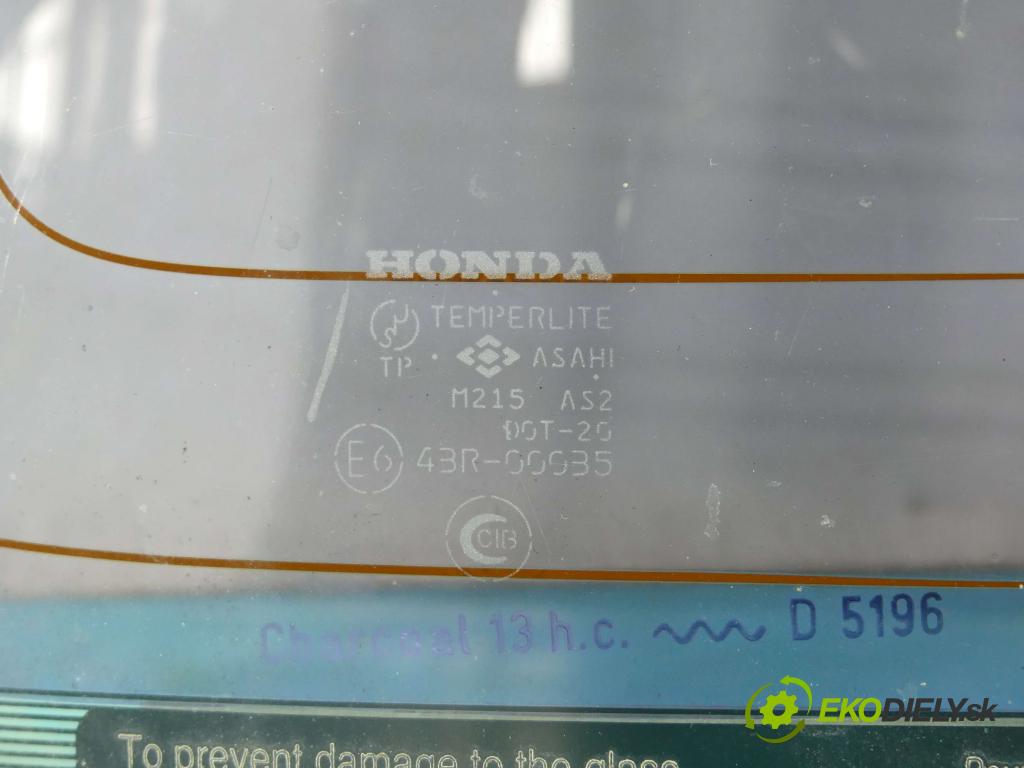 HONDA
TEMPERLITE
TP ASAHI
M215 AS2
DOT-20
E6 43R-00035
Charcoal 13 h.c. D 5196
EKODIELY.sk
To prevent damage to the glass